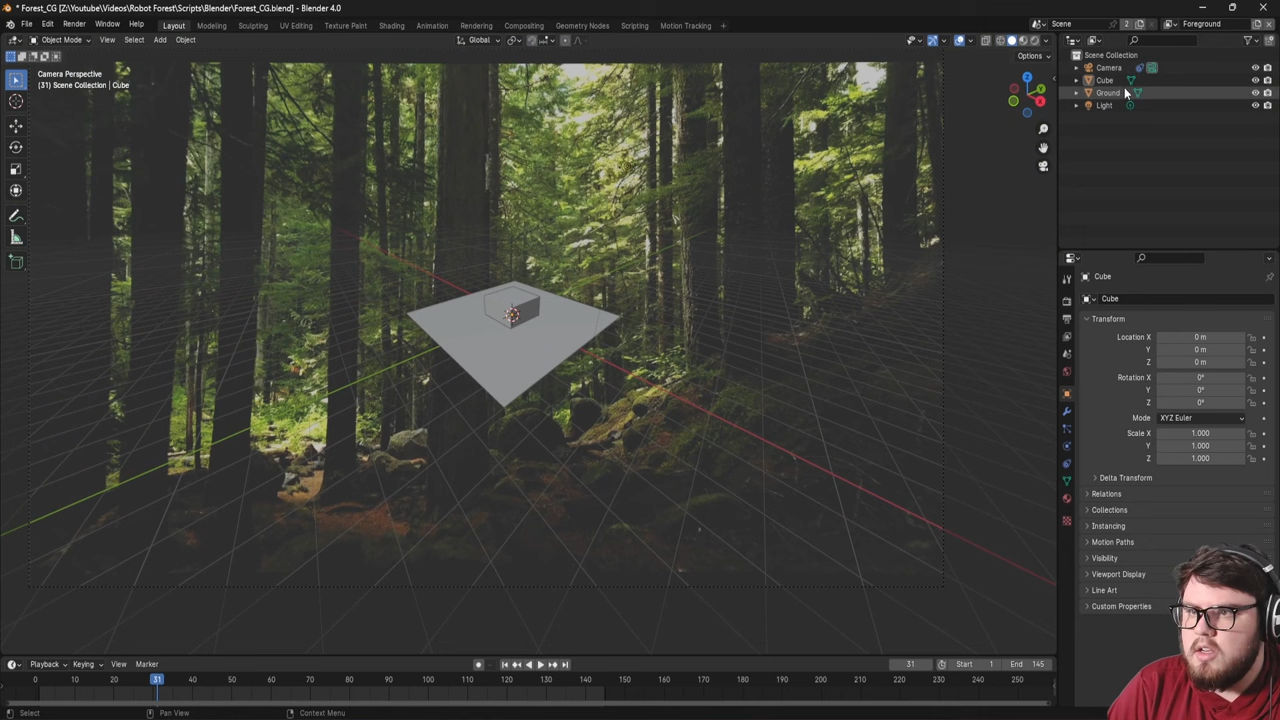 * Forest_CG [Z:\Youtube\Videos\Robot Forest\Scripts\Blender\Forest_CG.blend] - Blender 4.0
File Edit Render Window Help Layout Modeling Sculpting UV Editing Texture Paint Shading Animation Rendering Compositing Geometry Nodes Scripting Motion Tracking Scene 2 Foreground
Object Mode View Select Add Object Global
Options
Camera Perspective
(31) Scene Collection | Cube
Z
Y
X
Scene Collection
Camera
Cube
Ground
Light
Cube
Cube
Transform
Location X 0 m
Y 0 m
Z 0 m
Rotation X 0°
Y 0°
Z 0°
Mode XYZ Euler
Scale X 1.000
Y 1.000
Z 1.000
Delta Transform
Relations
Collections
Instancing
Motion Paths
Visibility
Viewport Display
Line Art
Custom Properties
Playback Keying View Marker 31 Start 1 End 145
0 10 20 31 40 50 60 70 80 90 100 110 120 130 140 150 160 170 180 190 200 210 220 230 240 250
Select Pan View Context Menu